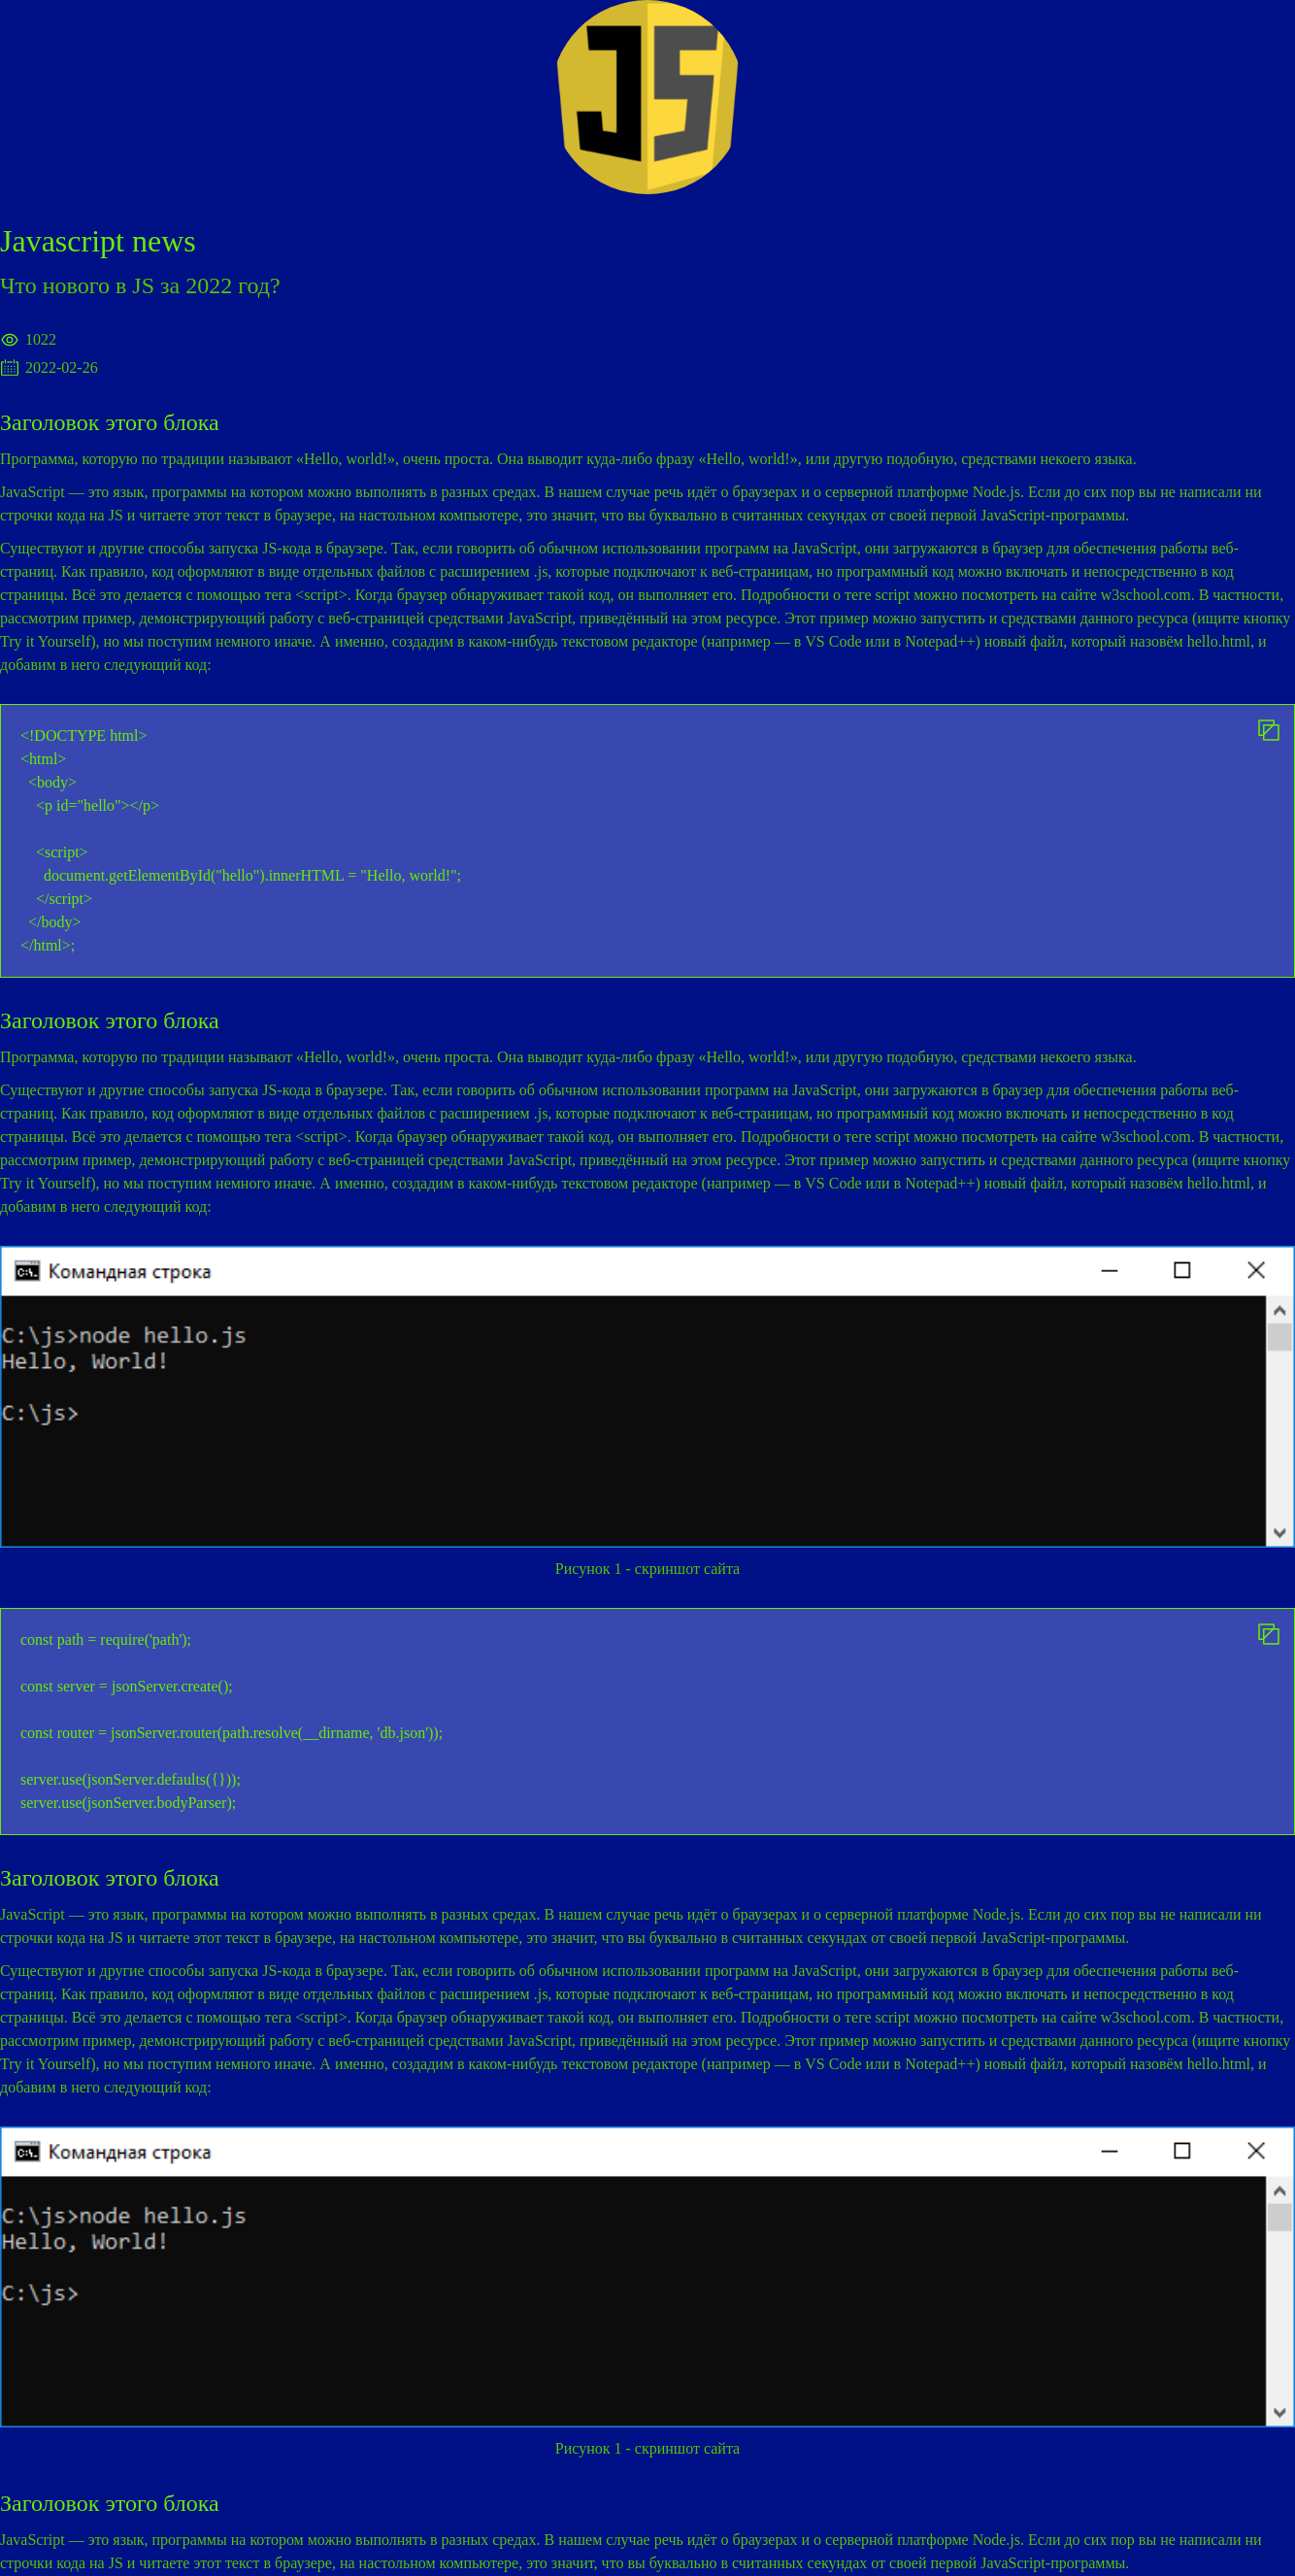 JS
Javascript news
Что нового в JS за 2022 год?
1022
2022-02-26
Заголовок этого блока
Программа, которую по традиции называют «Hello, world!», очень проста. Она выводит куда-либо фразу «Hello, world!», или другую подобную, средствами некоего языка.
JavaScript — это язык, программы на котором можно выполнять в разных средах. В нашем случае речь идёт о браузерах и о серверной платформе Node.js. Если до сих пор вы не написали ни
строчки кода на JS и читаете этот текст в браузере, на настольном компьютере, это значит, что вы буквально в считанных секундах от своей первой JavaScript-программы.
Существуют и другие способы запуска JS-кода в браузере. Так, если говорить об обычном использовании программ на JavaScript, они загружаются в браузер для обеспечения работы веб-
страниц. Как правило, код оформляют в виде отдельных файлов с расширением .js, которые подключают к веб-страницам, но программный код можно включать и непосредственно в код
страницы. Всё это делается с помощью тега <script>. Когда браузер обнаруживает такой код, он выполняет его. Подробности о теге script можно посмотреть на сайте w3school.com. В частности,
рассмотрим пример, демонстрирующий работу с веб-страницей средствами JavaScript, приведённый на этом ресурсе. Этот пример можно запустить и средствами данного ресурса (ищите кнопку
Try it Yourself), но мы поступим немного иначе. А именно, создадим в каком-нибудь текстовом редакторе (например — в VS Code или в Notepad++) новый файл, который назовём hello.html, и
добавим в него следующий код:
<!DOCTYPE html>
<html>
<body>
<p id="hello"></p>
<script>
document.getElementById("hello").innerHTML = "Hello, world!";
</script>
</body>
</html>;
Заголовок этого блока
Программа, которую по традиции называют «Hello, world!», очень проста. Она выводит куда-либо фразу «Hello, world!», или другую подобную, средствами некоего языка.
Существуют и другие способы запуска JS-кода в браузере. Так, если говорить об обычном использовании программ на JavaScript, они загружаются в браузер для обеспечения работы веб-
страниц. Как правило, код оформляют в виде отдельных файлов с расширением .js, которые подключают к веб-страницам, но программный код можно включать и непосредственно в код
страницы. Всё это делается с помощью тега <script>. Когда браузер обнаруживает такой код, он выполняет его. Подробности о теге script можно посмотреть на сайте w3school.com. В частности,
рассмотрим пример, демонстрирующий работу с веб-страницей средствами JavaScript, приведённый на этом ресурсе. Этот пример можно запустить и средствами данного ресурса (ищите кнопку
Try it Yourself), но мы поступим немного иначе. А именно, создадим в каком-нибудь текстовом редакторе (например — в VS Code или в Notepad++) новый файл, который назовём hello.html, и
добавим в него следующий код:
Командная строка
C:\js>node hello.js
Hello, World!
C:\js>
Рисунок 1 - скриншот сайта
const path = require('path');
const server = jsonServer.create();
const router = jsonServer.router(path.resolve(__dirname, 'db.json'));
server.use(jsonServer.defaults({}));
server.use(jsonServer.bodyParser);
Заголовок этого блока
JavaScript — это язык, программы на котором можно выполнять в разных средах. В нашем случае речь идёт о браузерах и о серверной платформе Node.js. Если до сих пор вы не написали ни
строчки кода на JS и читаете этот текст в браузере, на настольном компьютере, это значит, что вы буквально в считанных секундах от своей первой JavaScript-программы.
Существуют и другие способы запуска JS-кода в браузере. Так, если говорить об обычном использовании программ на JavaScript, они загружаются в браузер для обеспечения работы веб-
страниц. Как правило, код оформляют в виде отдельных файлов с расширением .js, которые подключают к веб-страницам, но программный код можно включать и непосредственно в код
страницы. Всё это делается с помощью тега <script>. Когда браузер обнаруживает такой код, он выполняет его. Подробности о теге script можно посмотреть на сайте w3school.com. В частности,
рассмотрим пример, демонстрирующий работу с веб-страницей средствами JavaScript, приведённый на этом ресурсе. Этот пример можно запустить и средствами данного ресурса (ищите кнопку
Try it Yourself), но мы поступим немного иначе. А именно, создадим в каком-нибудь текстовом редакторе (например — в VS Code или в Notepad++) новый файл, который назовём hello.html, и
добавим в него следующий код:
Командная строка
C:\js>node hello.js
Hello, World!
C:\js>
Рисунок 1 - скриншот сайта
Заголовок этого блока
JavaScript — это язык, программы на котором можно выполнять в разных средах. В нашем случае речь идёт о браузерах и о серверной платформе Node.js. Если до сих пор вы не написали ни
строчки кода на JS и читаете этот текст в браузере, на настольном компьютере, это значит, что вы буквально в считанных секундах от своей первой JavaScript-программы.